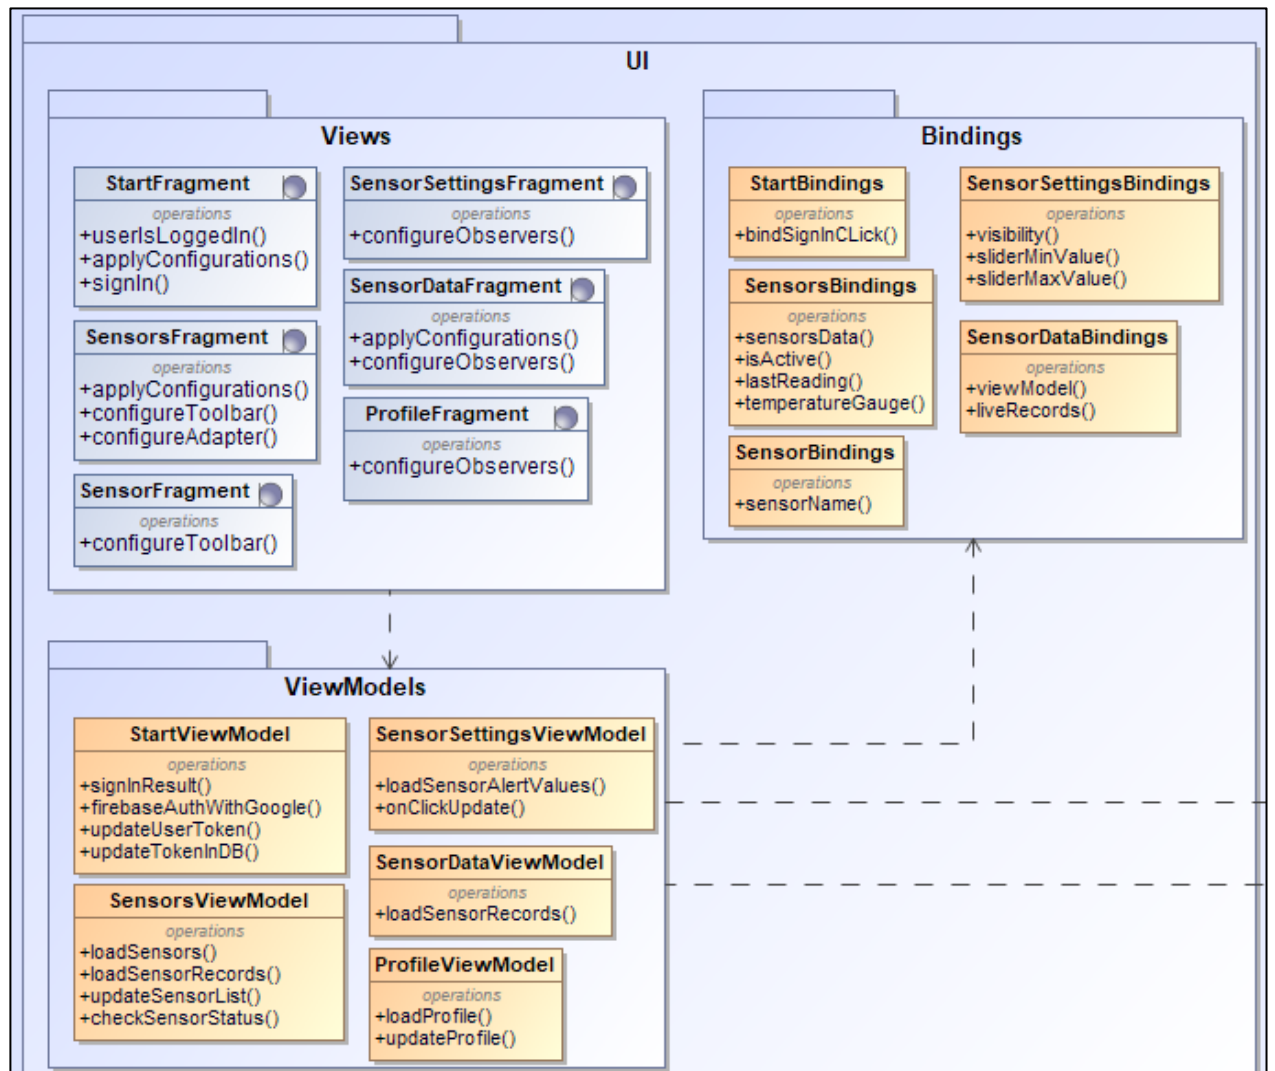 UI
Views
StartFragment
operations
+userIsLoggedIn()
+applyConfigurations()
+signIn()
SensorsFragment
+applyConfigurations()
+configureToolbar()
+configureAdapter()
SensorFragment
operations
+configureToolbar()
SensorSettingsFragment
operations
+configureObservers()
SensorDataFragment
operations
+applyConfigurations()
+configureObservers()
ProfileFragment
operations
+configureObservers()
Bindings
StartBindings
operations
+bindSignInCLick()
SensorsBindings
operations
+sensorsData()
+isActive()
+lastReading()
+temperatureGauge()
SensorBindings
operations
+sensorName()
SensorSettingsBindings
operations
+visibility()
+sliderMinValue()
+sliderMaxValue()
SensorDataBindings
operations
+viewModel()
+liveRecords()
ViewModels
StartViewModel
operations
+signInResult()
+firebaseAuthWithGoogle()
+updateUserToken()
+updateTokenInDB()
SensorsViewModel
operations
+loadSensors()
+loadSensorRecords()
+updateSensorList()
+checkSensorStatus()
SensorSettingsViewModel
operations
+loadSensorAlertValues()
+onClickUpdate()
SensorDataViewModel
operations
+loadSensorRecords()
ProfileViewModel
operations
+loadProfile()
+updateProfile()